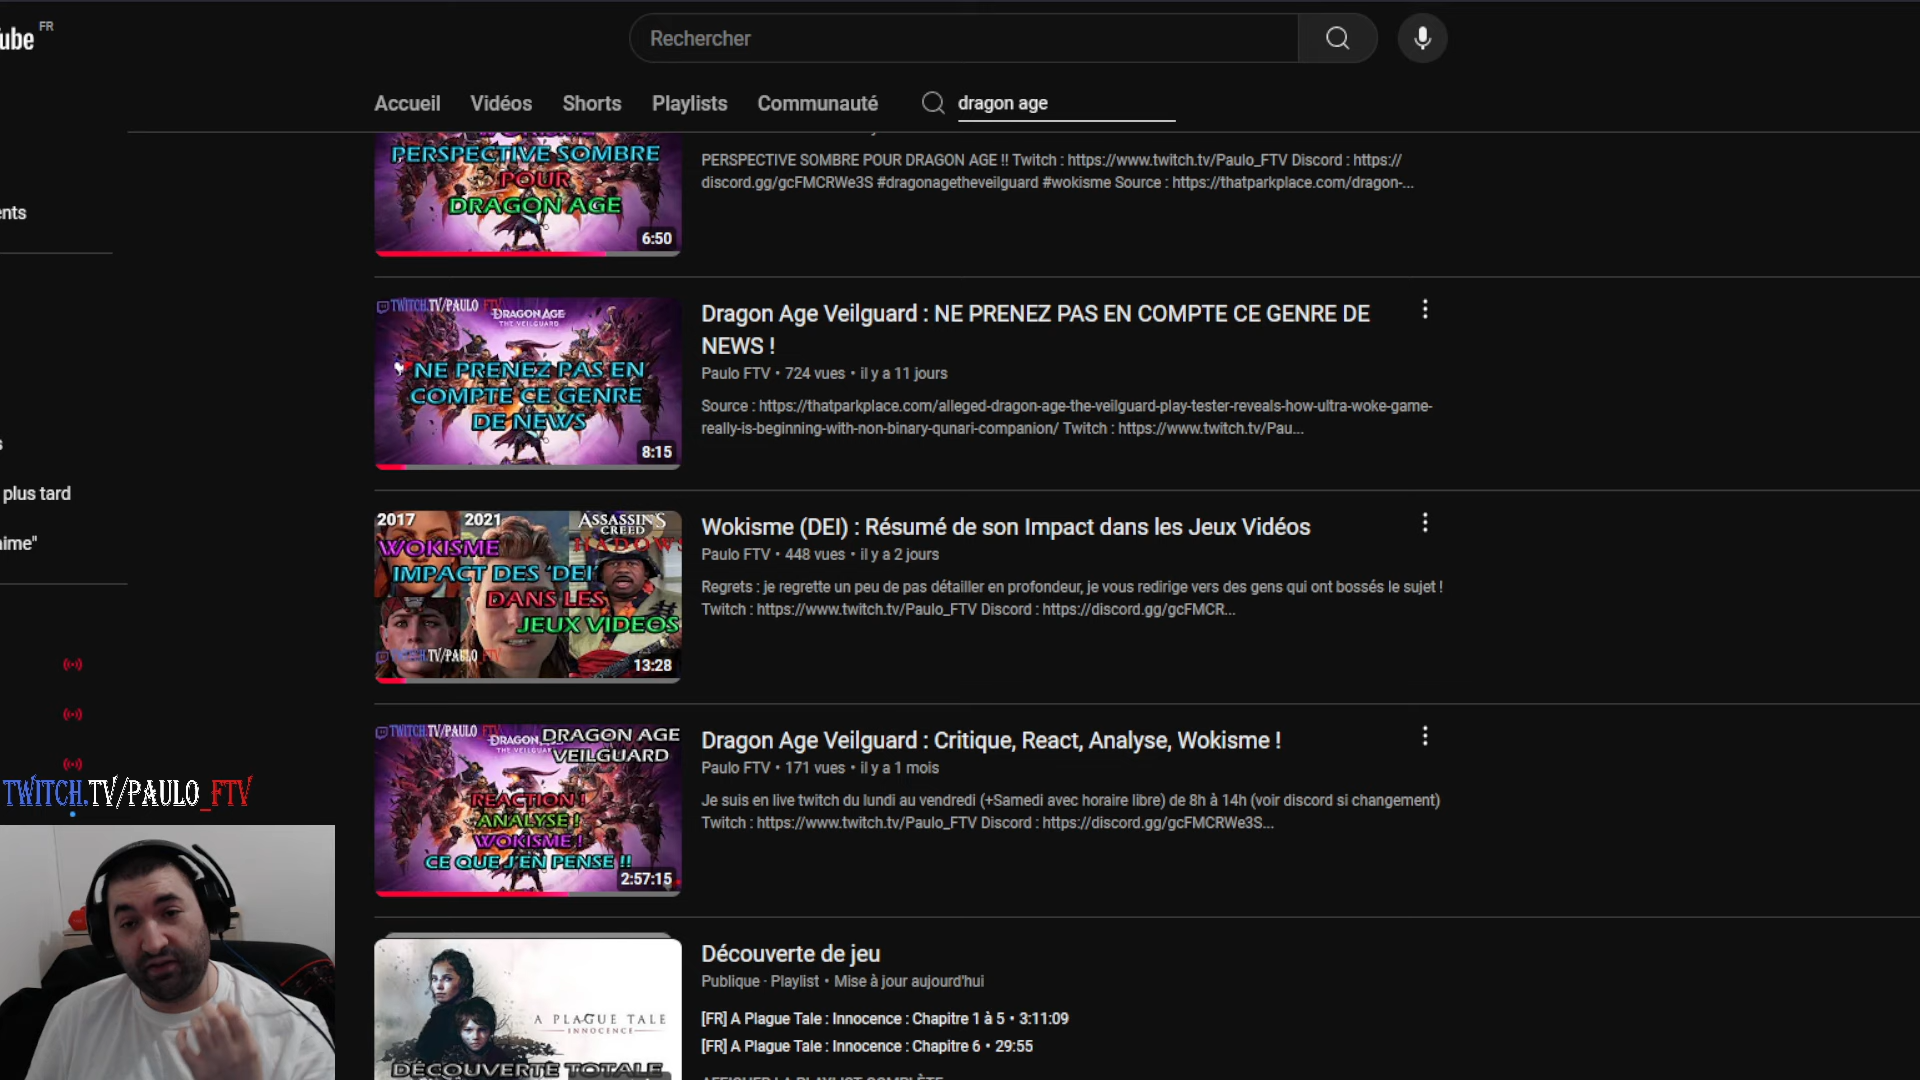 ube FR
Rechercher
Accueil Vidéos Shorts Playlists Communauté dragon age
PERSPECTIVE SOMBRE
POUR
DRAGON AGE
6:50
PERSPECTIVE SOMBRE POUR DRAGON AGE !! Twitch : https://www.twitch.tv/Paulo_FTV Discord : https://
discord.gg/gcFMCRWe3S #dragonagetheveilguard #wokisme Source : https://thatparkplace.com/dragon-...
ents
TWITCH.TV/PAULO_FTV
DRAGON AGE
THE VEILGUARD
NE PRENEZ PAS EN
COMPTE CE GENRE
DE NEWS
8:15
Dragon Age Veilguard : NE PRENEZ PAS EN COMPTE CE GENRE DE
NEWS !
Paulo FTV • 724 vues • il y a 11 jours
Source : https://thatparkplace.com/alleged-dragon-age-the-veilguard-play-tester-reveals-how-ultra-woke-game-
really-is-beginning-with-non-binary-qunari-companion/ Twitch : https://www.twitch.tv/Pau...
s
plus tard
ime"
2017 2021 ASSASSIN'S
CREED
HADOWS
WOKISME
IMPACT DES 'DEI'
DANS LES
JEUX VIDEOS
TV/PAULO_FTV
13:28
Wokisme (DEI) : Résumé de son Impact dans les Jeux Vidéos
Paulo FTV • 448 vues • il y a 2 jours
Regrets : je regrette un peu de pas détailler en profondeur, je vous redirige vers des gens qui ont bossés le sujet !
Twitch : https://www.twitch.tv/Paulo_FTV Discord : https://discord.gg/gcFMCR...
TWITCH.TV/PAULO_FTV
DRAGON
DRAGON AGE
VEILGUARD
REACTION !
ANALYSE !
WOKISME !
CE QUE J'EN PENSE !!
2:57:15
Dragon Age Veilguard : Critique, React, Analyse, Wokisme !
Paulo FTV • 171 vues • il y a 1 mois
Je suis en live twitch du lundi au vendredi (+Samedi avec horaire libre) de 8h à 14h (voir discord si changement)
Twitch : https://www.twitch.tv/Paulo_FTV Discord : https://discord.gg/gcFMCRWe3S...
TWITCH.TV/PAULO_FTV
A PLAGUE TALE
INNOCENCE
DÉCOUVERTE TOTALE
Découverte de jeu
Publique · Playlist • Mise à jour aujourd'hui
[FR] A Plague Tale : Innocence : Chapitre 1 à 5 • 3:11:09
[FR] A Plague Tale : Innocence : Chapitre 6 • 29:55
AFFICHER LA PLAYLIST COMPLÈTE